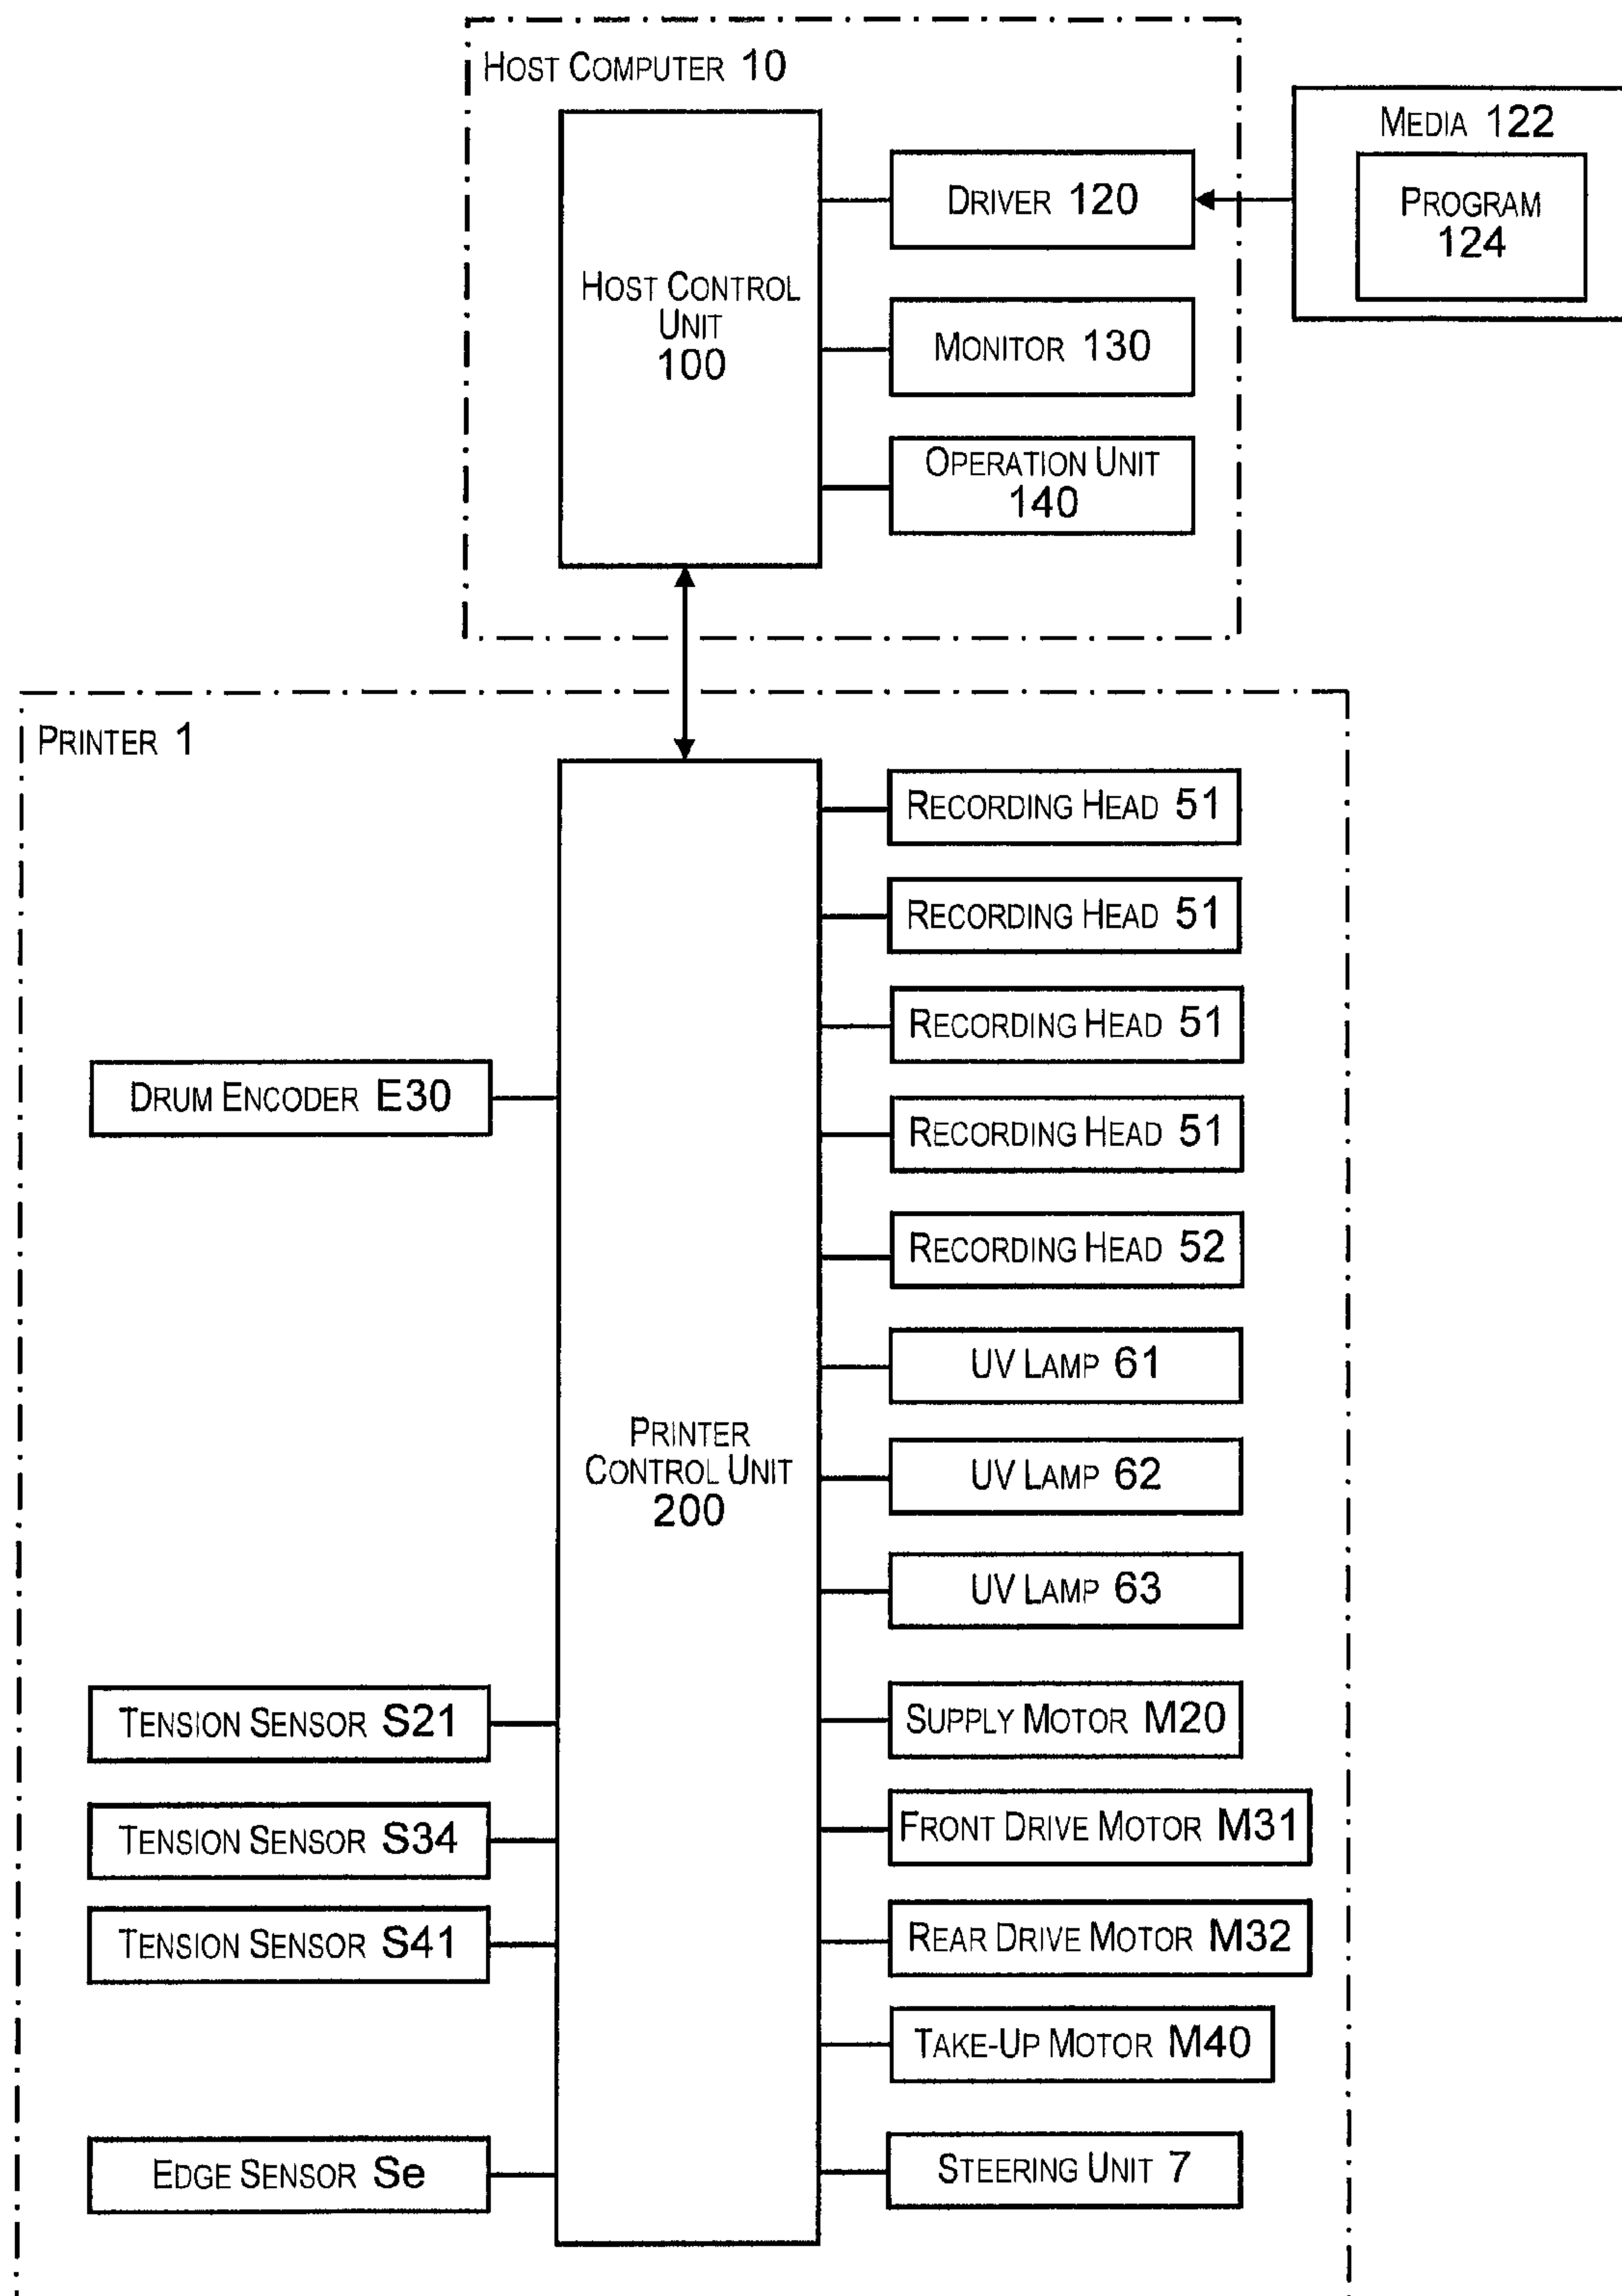 HOST COMPUTER 10
MEDIA 122
PROGRAM
124
DRIVER 120
HOST CONTROL
UNIT
100
MONITOR 130
OPERATION UNIT
140
PRINTER 1
RECORDING HEAD 51
RECORDING HEAD 51
RECORDING HEAD 51
DRUM ENCODER E30
RECORDING HEAD 51
RECORDING HEAD 52
UV LAMP 61
PRINTER
CONTROL UNIT
200
UV LAMP 62
UV LAMP 63
TENSION SENSOR S21
SUPPLY MOTOR M20
TENSION SENSOR S34
FRONT DRIVE MOTOR M31
TENSION SENSOR S41
REAR DRIVE MOTOR M32
TAKE-UP MOTOR M40
EDGE SENSOR Se
STEERING UNIT 7